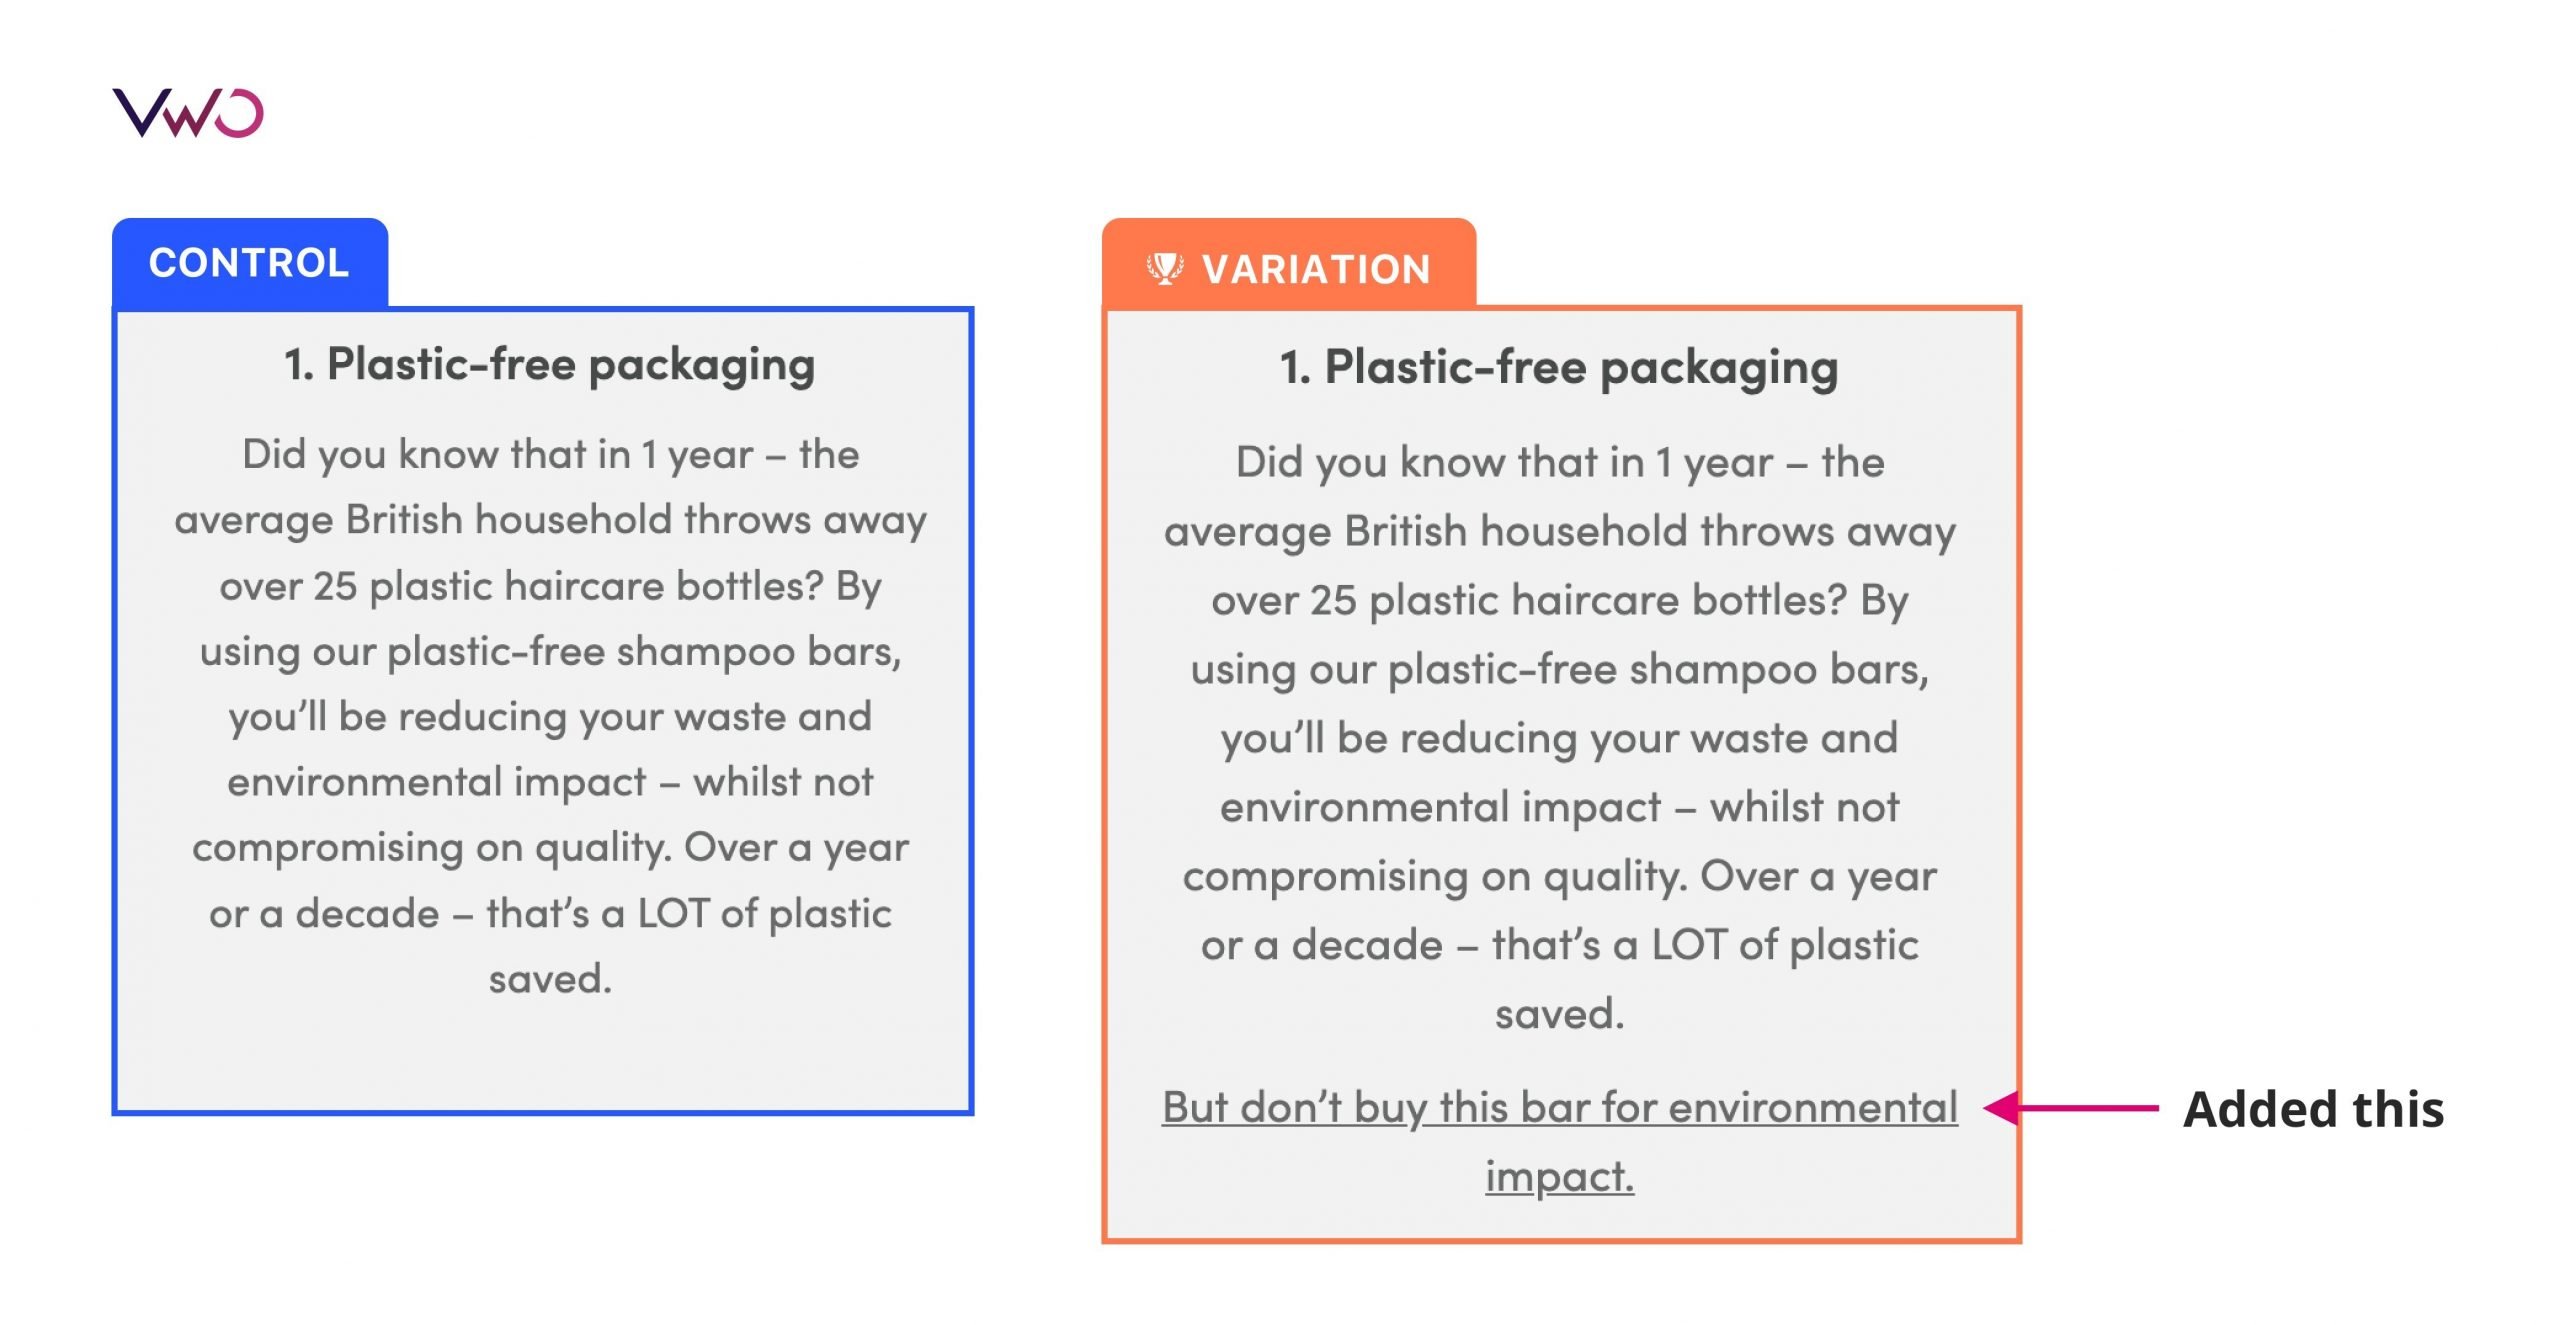 VWO
CONTROL
1. Plastic-free packaging
Did you know that in 1 year – the
average British household throws away
over 25 plastic haircare bottles? By
using our plastic-free shampoo bars,
you’ll be reducing your waste and
environmental impact – whilst not
compromising on quality. Over a year
or a decade – that’s a LOT of plastic
saved.
VARIATION
1. Plastic-free packaging
Did you know that in 1 year – the
average British household throws away
over 25 plastic haircare bottles? By
using our plastic-free shampoo bars,
you’ll be reducing your waste and
environmental impact – whilst not
compromising on quality. Over a year
or a decade – that’s a LOT of plastic
saved.
But don’t buy this bar for environmental
impact.
Added this